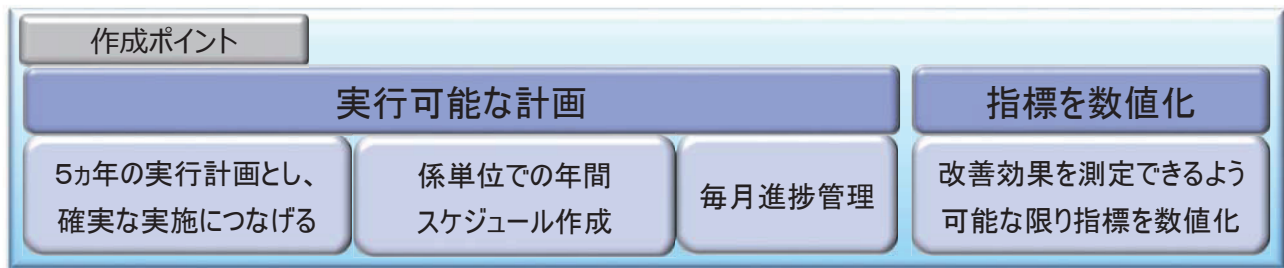 作成ポイント
実行可能な計画
指標を数値化
5ヵ年の実行計画とし、
確実な実施につなげる
係単位での年間
スケジュール作成
毎月進捗管理
改善効果を測定できるよう
可能な限り指標を数値化